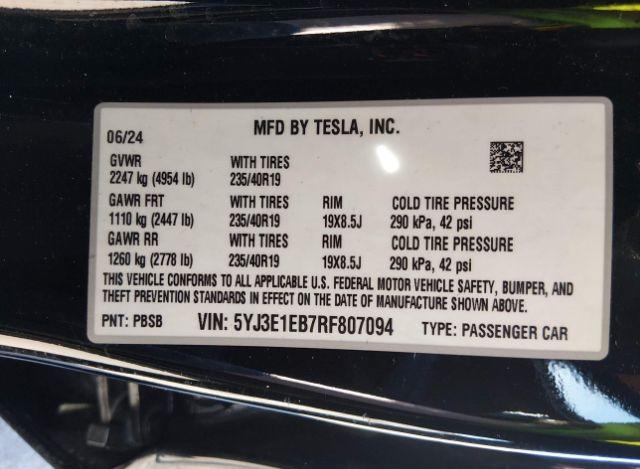 06/24 MFD BY TESLA, INC.
GVWR WITH TIRES
2247 kg (4954 lb) 235/40R19
GAWR FRT WITH TIRES RIM COLD TIRE PRESSURE
1110 kg (2447 lb) 235/40R19 19X8.5J 290 kPa, 42 psi
GAWR RR WITH TIRES COLD TIRE PRESSURE
1260 kg (2778 lb) 235/40R19 19X8.5J 290 kPa, 42 psi
THIS VEHICLE CONFORMS TO ALL APPLICABLE U.S. FEDERAL MOTOR VEHICLE SAFETY, BUMPER, AND
THEFT PREVENTION STANDARDS IN EFFECT ON THE DATE OF MANUFACTURE SHOWN ABOVE.
PNT: PBSB VIN: 5YJ3E1EB7RF807094 TYPE: PASSENGER CAR